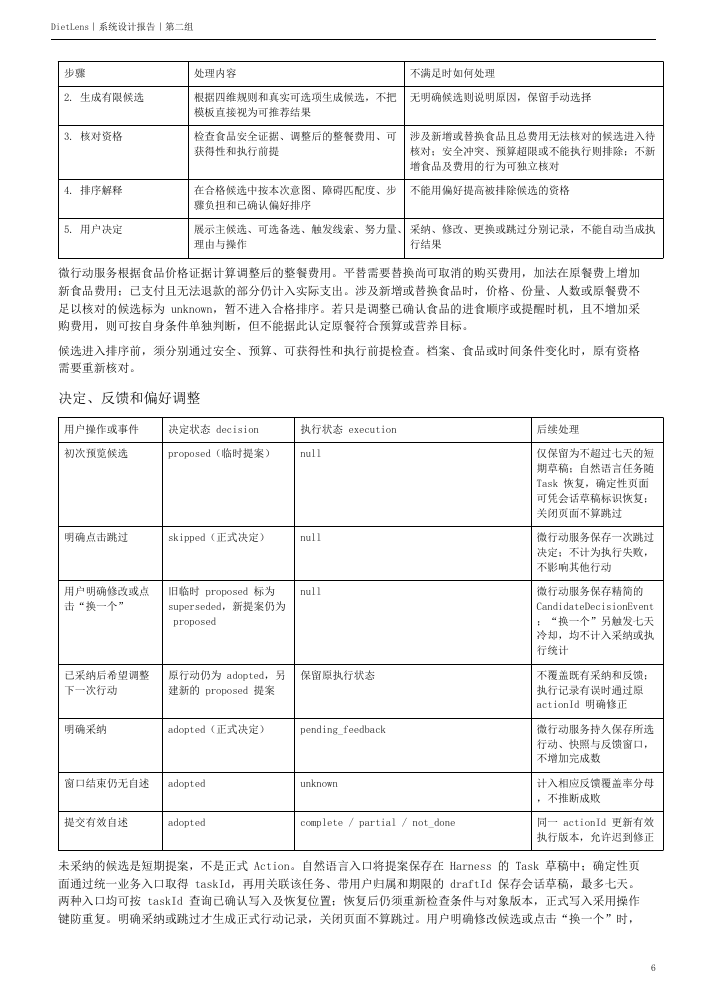 DietLens | 系统设计报告 | 第二组
步骤 处理内容 不满足时如何处理
2. 生成有限候选 根据四维规则和真实可选项生成候选，不把 无明确候选则说明原因，保留手动选择
模板直接视为可推荐结果
3. 核对资格 检查食品安全证据、调整后的整餐费用、可 涉及新增或替换食品且总费用无法核对的候选进入待
获得性和执行前提 核对；安全冲突、预算超限或不能执行则排除；不新
增食品及费用的行为可独立核对
4. 排序解释 在合格候选中按本次意图、障碍匹配度、步 不能用偏好提高被排除候选的资格
骤负担和已确认偏好排序
5. 用户决定 展示主候选、可选备选、触发线索、努力量、 采纳、修改、更换或跳过分别记录，不能自动当成执
理由与操作 行结果
微行动服务根据食品价格证据计算调整后的整餐费用。平替需要替换尚可取消的购买费用，加法在原餐费上增加
新食品费用；已支付且无法退款的部分仍计入实际支出。涉及新增或替换食品时，价格、份量、人数或原餐费不
足以核对的候选标为 unknown，暂不进入合格排序。若只是调整已确认食品的进食顺序或提醒时机，且不增加采
购费用，则可按自身条件单独判断，但不能据此认定原餐符合预算或营养目标。
候选进入排序前，须分别通过安全、预算、可获得性和执行前提检查。档案、食品或时间条件变化时，原有资格
需要重新核对。
决定、反馈和偏好调整
用户操作或事件 决定状态 decision 执行状态 execution 后续处理
初次预览候选 proposed（临时提案） null 仅保留为不超过七天的短
期草稿；自然语言任务随
Task 恢复，确定性页面
可凭会话草稿标识恢复；
关闭页面不算跳过
明确点击跳过 skipped（正式决定） null 微行动服务保存一次跳过
决定；不计为执行失败，
不影响其他行动
用户明确修改或点 旧临时 proposed 标为 null 微行动服务保存精简的
击“换一个” superseded，新提案仍为 CandidateDecisionEvent
proposed ；“换一个”另触发七天
冷却，均不计入采纳或执
行统计
已采纳后希望调整 原行动仍为 adopted，另 保留原执行状态 不覆盖既有采纳和反馈；
下一次行动 建新的 proposed 提案 执行记录有误时通过原
actionId 明确修正
明确采纳 adopted（正式决定） pending_feedback 微行动服务持久保存所选
行动、快照与反馈窗口，
不增加完成数
窗口结束仍无自述 adopted unknown 计入相应反馈覆盖率分母
，不推断成败
提交有效自述 adopted complete / partial / not_done 同一 actionId 更新有效
执行版本，允许迟到修正
未采纳的候选是短期提案，不是正式 Action。自然语言入口将提案保存在 Harness 的 Task 草稿中；确定性页
面通过统一业务入口取得 taskId，再用关联该任务、带用户归属和期限的 draftId 保存会话草稿，最多七天。
两种入口均可按 taskId 查询已确认写入及恢复位置；恢复后仍须重新检查条件与对象版本，正式写入采用操作
键防重复。明确采纳或跳过才生成正式行动记录，关闭页面不算跳过。用户明确修改候选或点击“换一个”时，
6